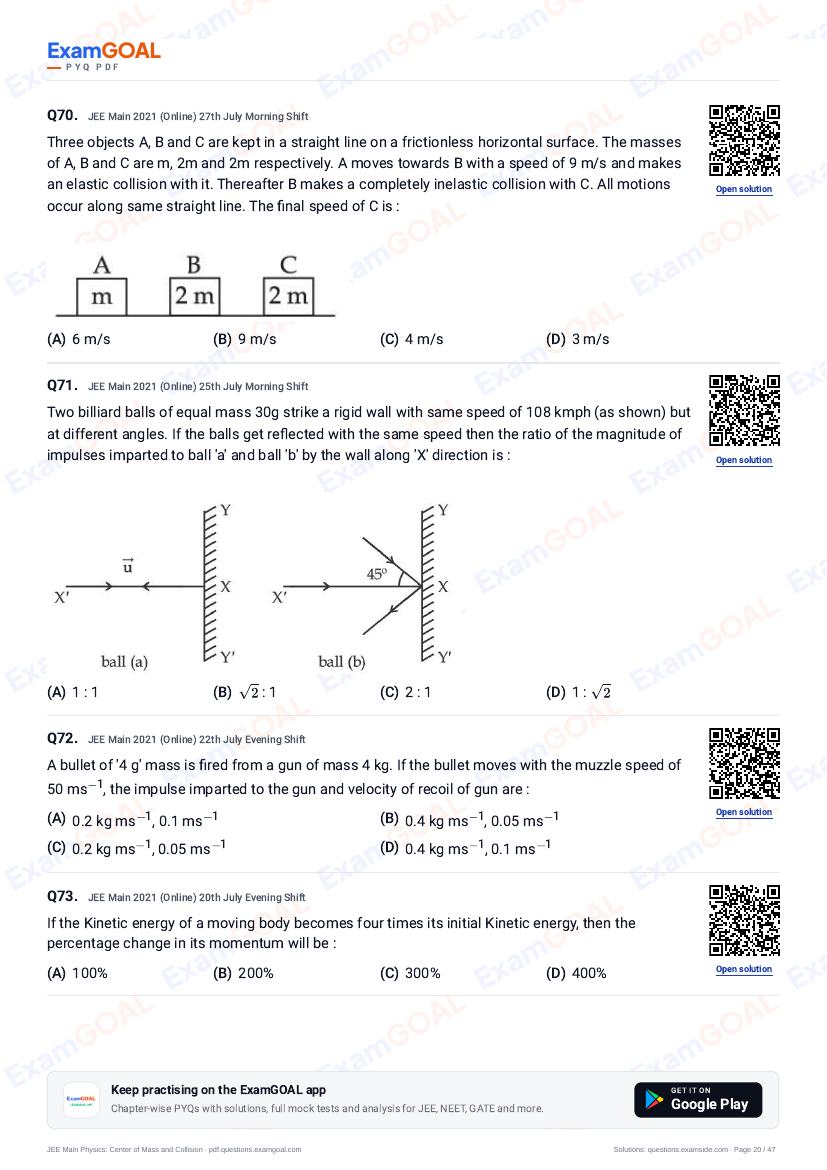 ExamGOAL
PYQ PDF
Q70. JEE Main 2021 (Online) 27th July Morning Shift
Three objects A, B and C are kept in a straight line on a frictionless horizontal surface. The masses
of A, B and C are m, 2m and 2m respectively. A moves towards B with a speed of 9 m/s and makes
an elastic collision with it. Thereafter B makes a completely inelastic collision with C. All motions
occur along same straight line. The final speed of C is :
Open solution
A B C
m 2 m 2 m
(A) 6 m/s (B) 9 m/s (C) 4 m/s (D) 3 m/s
Q71. JEE Main 2021 (Online) 25th July Morning Shift
Two billiard balls of equal mass 30g strike a rigid wall with same speed of 108 kmph (as shown) but
at different angles. If the balls get reflected with the same speed then the ratio of the magnitude of
impulses imparted to ball 'a' and ball 'b' by the wall along 'X' direction is :
Open solution
Y Y
u⃗ 45°
X' X X' X
ball (a) Y' ball (b) Y'
(A) 1 : 1 (B) √2 : 1 (C) 2 : 1 (D) 1 : √2
Q72. JEE Main 2021 (Online) 22th July Evening Shift
A bullet of '4 g' mass is fired from a gun of mass 4 kg. If the bullet moves with the muzzle speed of
50 ms⁻¹, the impulse imparted to the gun and velocity of recoil of gun are :
Open solution
(A) 0.2 kg ms⁻¹, 0.1 ms⁻¹ (B) 0.4 kg ms⁻¹, 0.05 ms⁻¹
(C) 0.2 kg ms⁻¹, 0.05 ms⁻¹ (D) 0.4 kg ms⁻¹, 0.1 ms⁻¹
Q73. JEE Main 2021 (Online) 20th July Evening Shift
If the Kinetic energy of a moving body becomes four times its initial Kinetic energy, then the
percentage change in its momentum will be :
Open solution
(A) 100% (B) 200% (C) 300% (D) 400%
ExamGOAL
Keep practising on the ExamGOAL app
Chapter-wise PYQs with solutions, full mock tests and analysis for JEE, NEET, GATE and more.
GET IT ON
Google Play
JEE Main Physics: Center of Mass and Collision · pdf.questions.examgoal.com
Solutions: questions.examside.com · Page 20 / 47